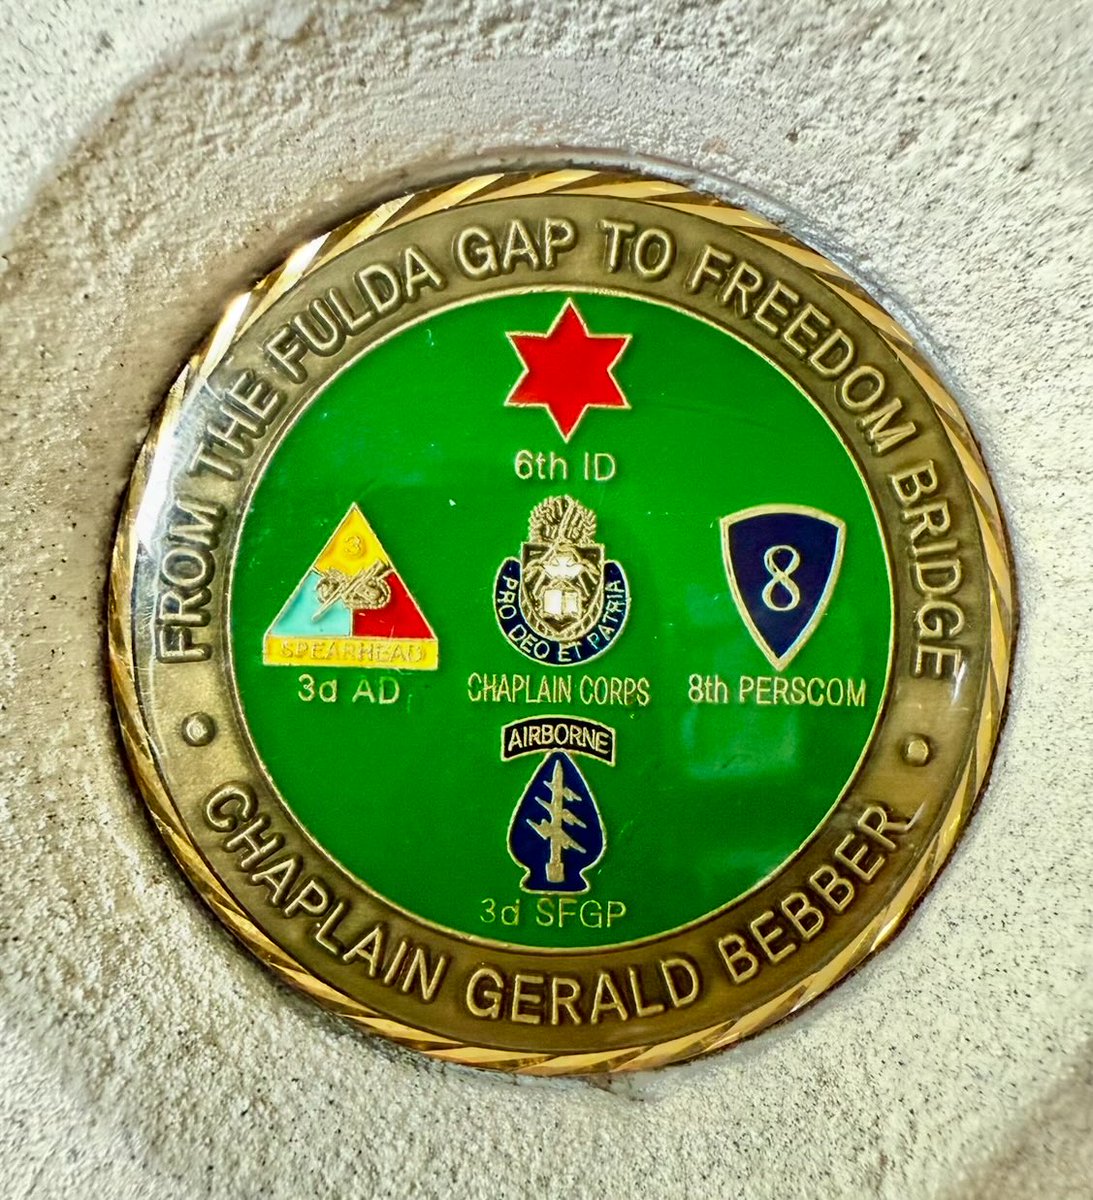 FROM THE FULDA GAP TO FREEDOM BRIDGE
6th ID
3
SPEARHEAD
3d AD
PRO DEO ET PATRIA
CHAPLAIN CORPS
8
8th PERSCOM
AIRBORNE
3d SFGP
CHAPLAIN GERALD BEBBER